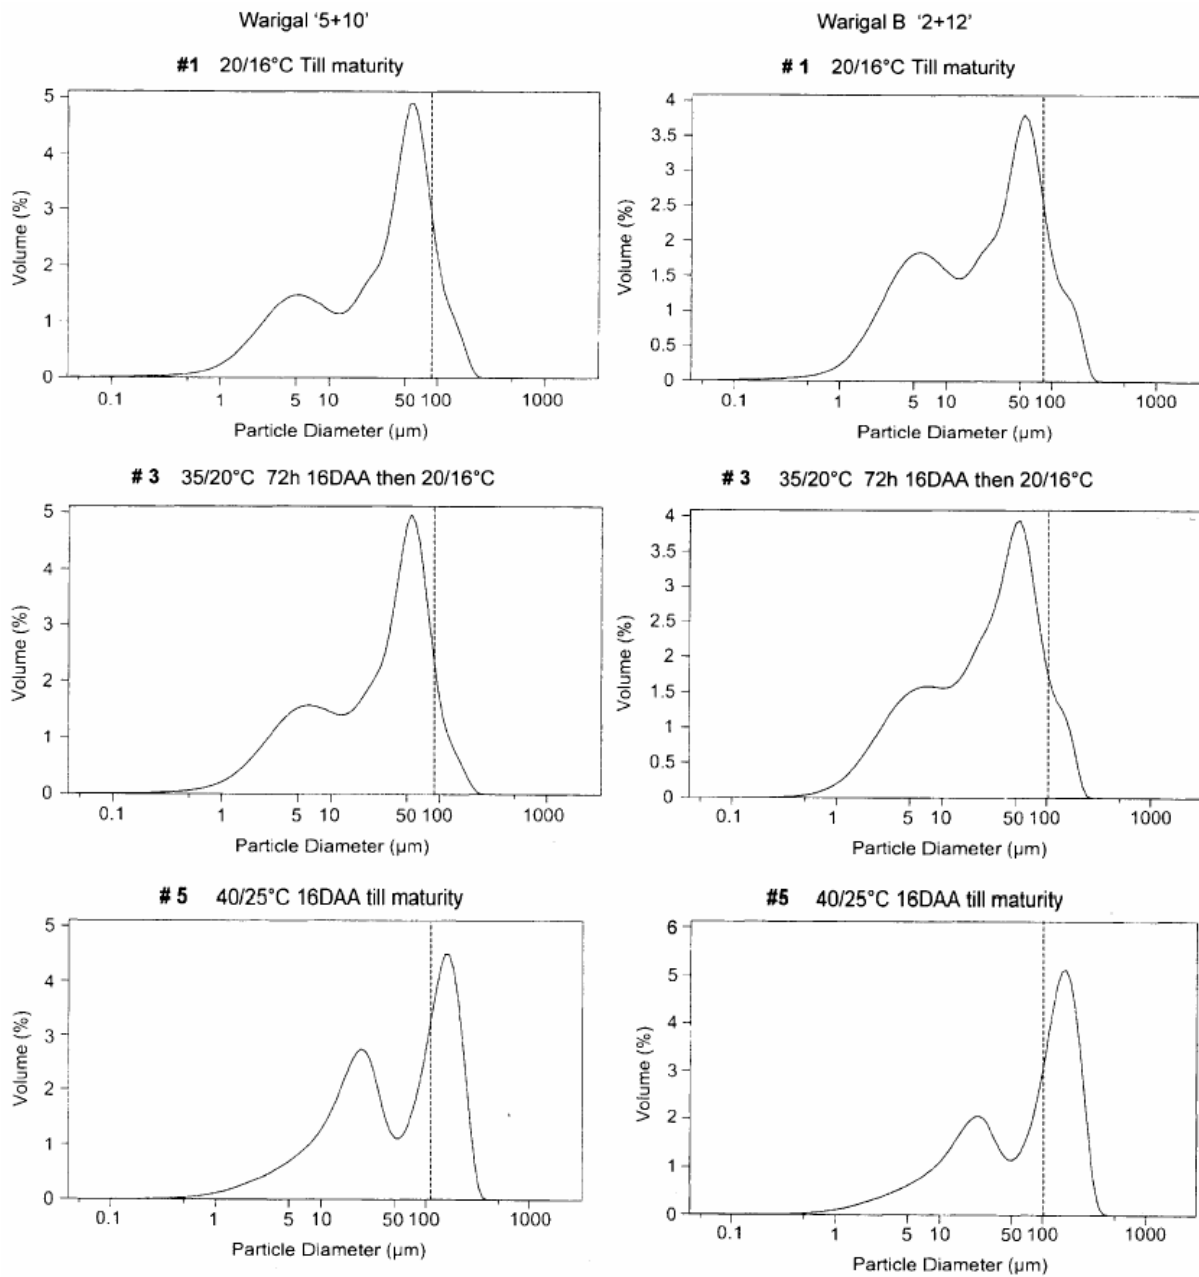 Warigal '5+10'
#1 20/16°C Till maturity
5
4
3
2
1
0
Volume (%)
0.1 1 5 10 50 100 1000
Particle Diameter (µm)
Warigal B '2+12'
# 1 20/16°C Till maturity
4
3.5
3
2.5
2
1.5
1
0.5
0
Volume (%)
0.1 1 5 10 50 100 1000
Particle Diameter (µm)
# 3 35/20°C 72h 16DAA then 20/16°C
5
4
3
2
1
0
Volume (%)
0.1 1 5 10 50 100 1000
Particle Diameter (µm)
# 3 35/20°C 72h 16DAA then 20/16°C
4
3.5
3
2.5
2
1.5
1
0.5
0
Volume (%)
0.1 1 5 10 50 100 1000
Particle Diameter (µm)
# 5 40/25°C 16DAA till maturity
5
4
3
2
1
0
Volume (%)
0.1 1 5 10 50 100 1000
Particle Diameter (µm)
#5 40/25°C 16DAA till maturity
6
5
4
3
2
1
0
Volume (%)
0.1 1 5 10 50 100 1000
Particle Diameter (µm)